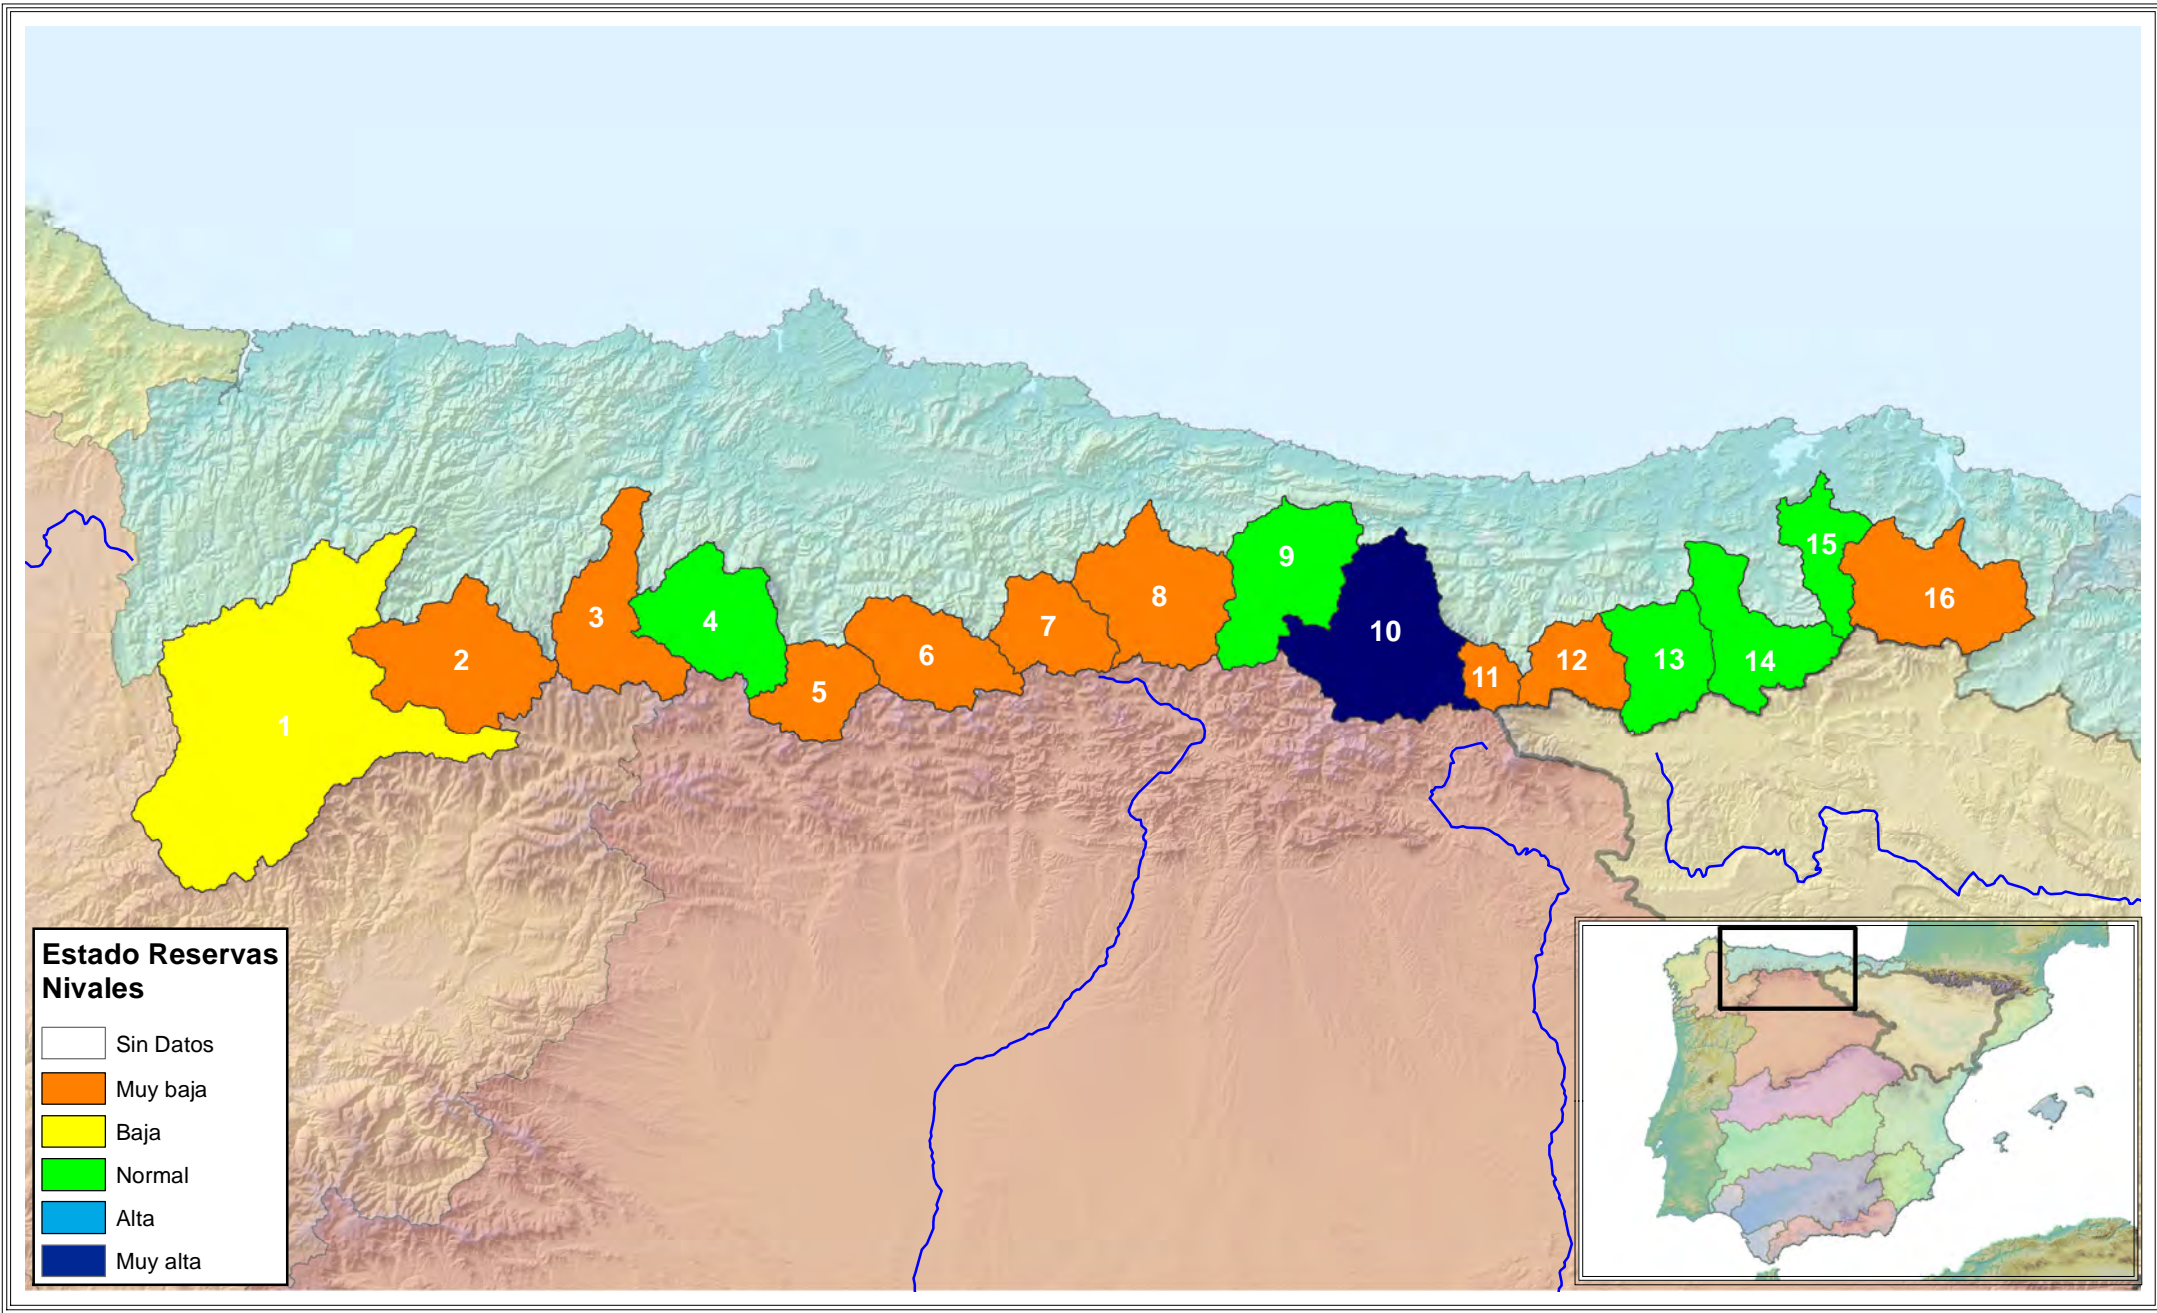 1
2
3
4
5
6
7
8
9
10
11
12
13
14
15
16
Estado Reservas
Nivales
Sin Datos
Muy baja
Baja
Normal
Alta
Muy alta